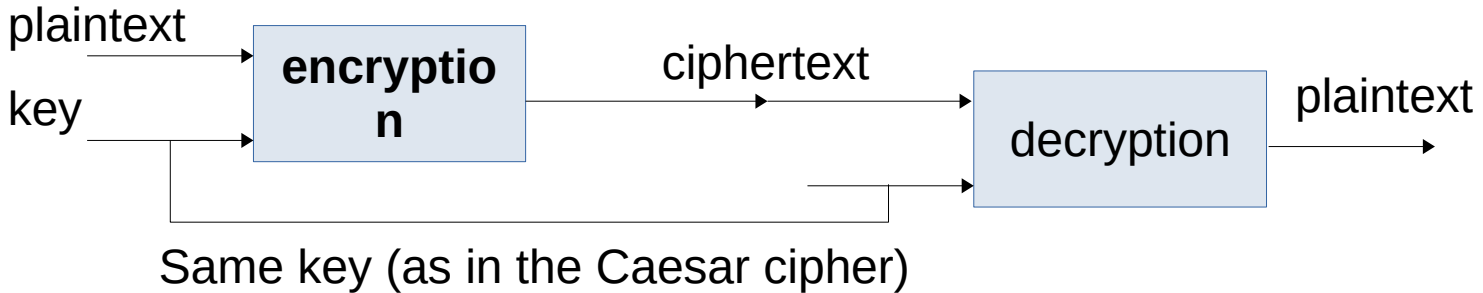 plaintext
key
encryptio
n
ciphertext
decryption
plaintext
Same key (as in the Caesar cipher)